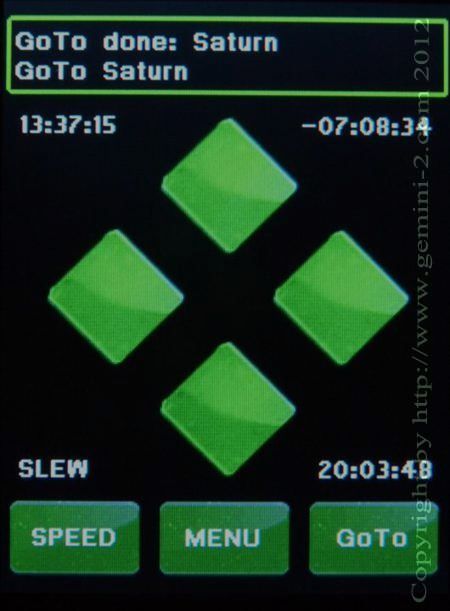 GoTo done: Saturn
GoTo Saturn
13:37:15
-07:08:34
SLEW
20:03:48
SPEED
MENU
GoTo
Copyright by http://www.gemini-2.com 2012